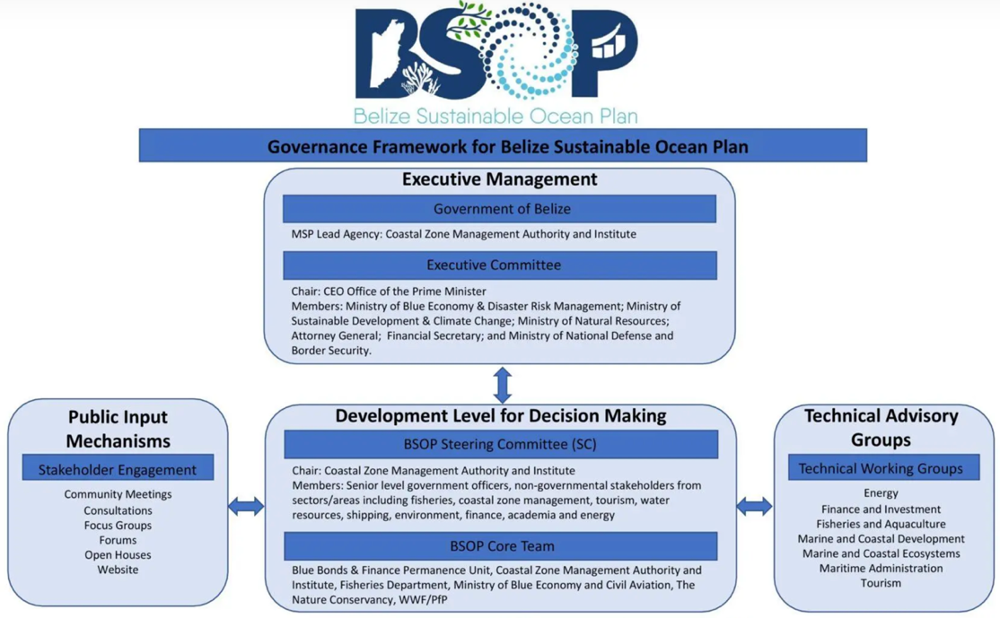 BSOP
Belize Sustainable Ocean Plan
Governance Framework for Belize Sustainable Ocean Plan
Executive Management
Government of Belize
MSP Lead Agency: Coastal Zone Management Authority and Institute
Executive Committee
Chair: CEO Office of the Prime Minister
Members: Ministry of Blue Economy & Disaster Risk Management; Ministry of
Sustainable Development & Climate Change; Ministry of Natural Resources;
Attorney General; Financial Secretary; and Ministry of National Defense and
Border Security.
Public Input
Mechanisms
Stakeholder Engagement
Community Meetings
Consultations
Focus Groups
Forums
Open Houses
Website
Development Level for Decision Making
BSOP Steering Committee (SC)
Chair: Coastal Zone Management Authority and Institute
Members: Senior level government officers, non-governmental stakeholders from
sectors/areas including fisheries, coastal zone management, tourism, water
resources, shipping, environment, finance, academia and energy
BSOP Core Team
Blue Bonds & Finance Permanence Unit, Coastal Zone Management Authority and
Institute, Fisheries Department, Ministry of Blue Economy and Civil Aviation, The
Nature Conservancy, WWF/PfP
Technical Advisory
Groups
Technical Working Groups
Energy
Finance and Investment
Fisheries and Aquaculture
Marine and Coastal Development
Marine and Coastal Ecosystems
Maritime Administration
Tourism